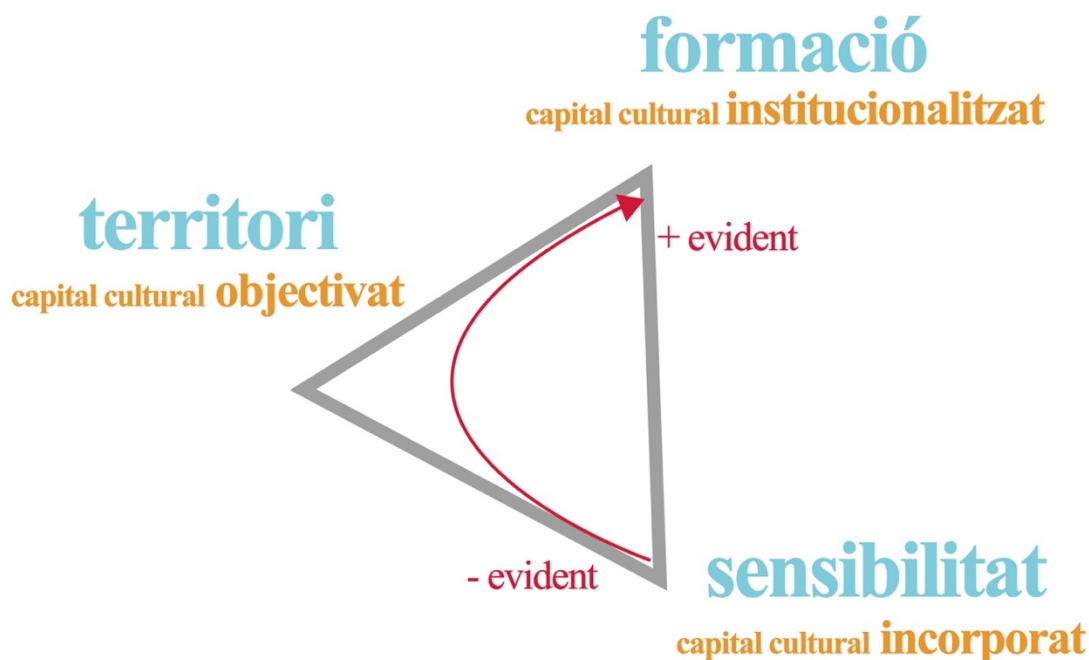 formació
capital cultural institucionalitzat
territori
capital cultural objectivat
+ evident
- evident
sensibilitat
capital cultural incorporat